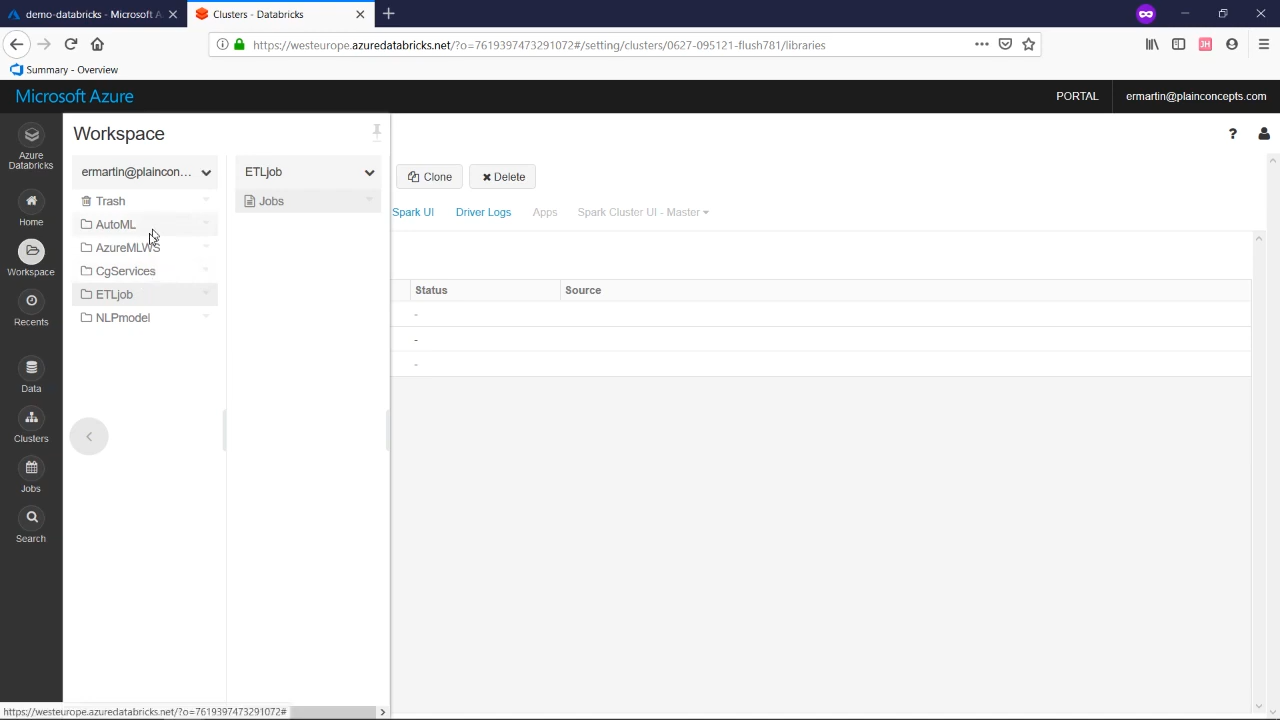 demo-databricks - Microsoft A
Clusters - Databricks
https://westeurope.azuredatabricks.net/?o=7619397473291072#/setting/clusters/0627-095121-flush781/libraries
Summary - Overview
Microsoft Azure
PORTAL
ermartin@plainconcepts.com
Azure
Databricks
Home
Workspace
Recents
Data
Clusters
Jobs
Search
Workspace
ermartin@plaincon...
Trash
AutoML
AzureMLWS
CgServices
ETLjob
NLPmodel
ETLjob
Jobs
Clone
Delete
Spark UI
Driver Logs
Apps
Spark Cluster UI - Master
Status
Source
-
-
-
?
https://westeurope.azuredatabricks.net/?o=7619397473291072#